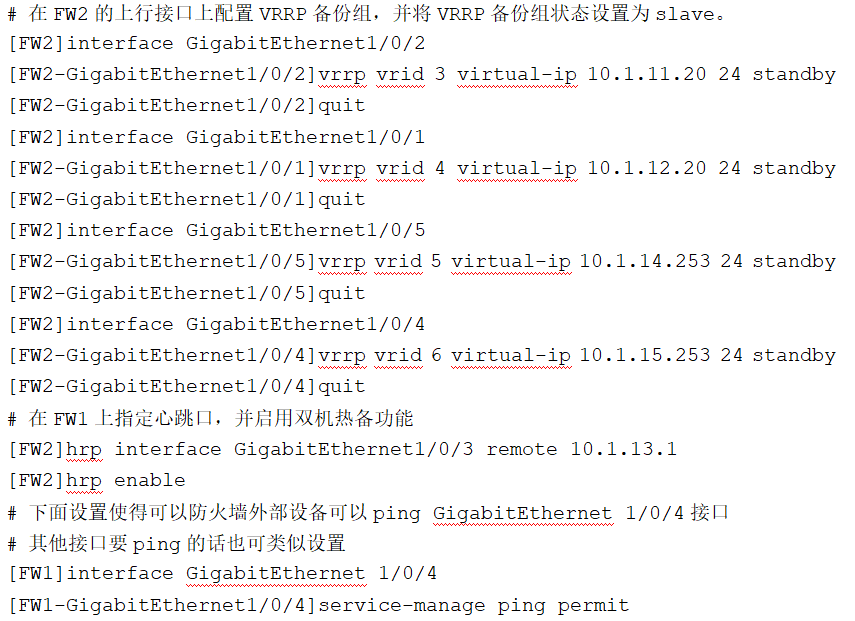 # 在 FW2 的上行接口上配置 VRRP 备份组，并将 VRRP 备份组状态设置为 slave。
[FW2]interface GigabitEthernet1/0/2
[FW2-GigabitEthernet1/0/2]vrrp vrid 3 virtual-ip 10.1.11.20 24 standby
[FW2-GigabitEthernet1/0/2]quit
[FW2]interface GigabitEthernet1/0/1
[FW2-GigabitEthernet1/0/1]vrrp vrid 4 virtual-ip 10.1.12.20 24 standby
[FW2-GigabitEthernet1/0/1]quit
[FW2]interface GigabitEthernet1/0/5
[FW2-GigabitEthernet1/0/5]vrrp vrid 5 virtual-ip 10.1.14.253 24 standby
[FW2-GigabitEthernet1/0/5]quit
[FW2]interface GigabitEthernet1/0/4
[FW2-GigabitEthernet1/0/4]vrrp vrid 6 virtual-ip 10.1.15.253 24 standby
[FW2-GigabitEthernet1/0/4]quit
# 在 FW1 上指定心跳口，并启用双机热备功能
[FW2]hrp interface GigabitEthernet1/0/3 remote 10.1.13.1
[FW2]hrp enable
# 下面设置使得可以防火墙外部设备可以 ping GigabitEthernet 1/0/4 接口
# 其他接口要 ping 的话也可类似设置
[FW1]interface GigabitEthernet 1/0/4
[FW1-GigabitEthernet1/0/4]service-manage ping permit